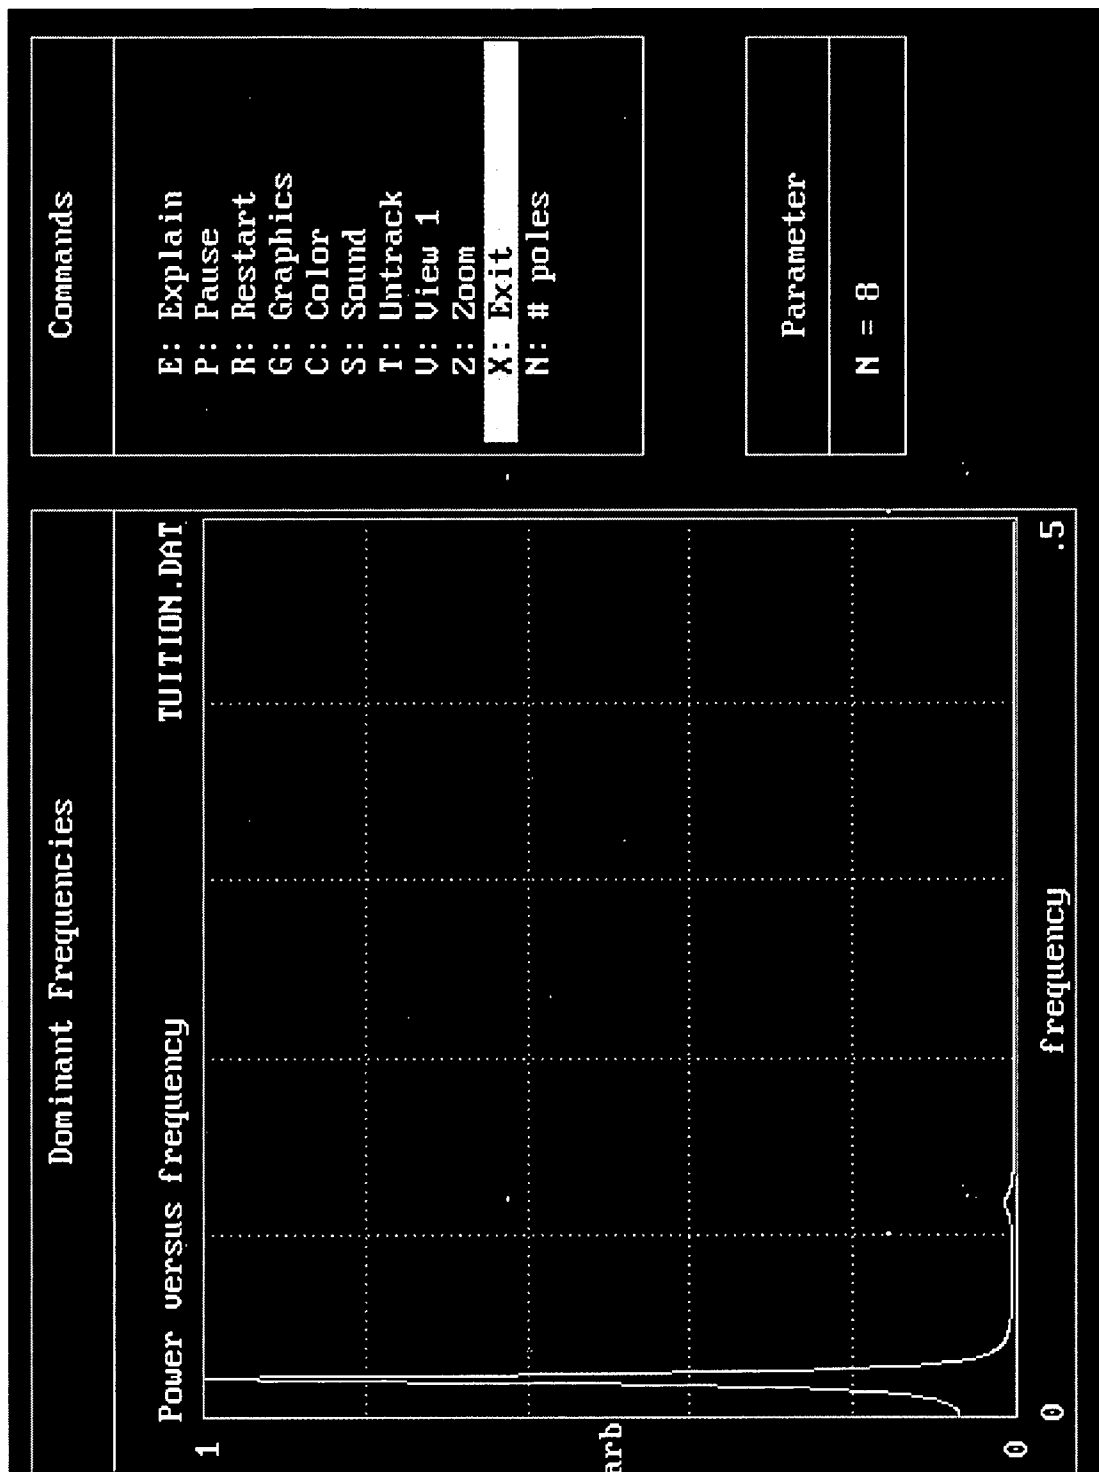 Dominant Frequencies
Power versus frequency TUITION.DAT
1
arb
0
0 frequency .5
Commands
E: Explain
P: Pause
R: Restart
G: Graphics
C: Color
S: Sound
T: Untrack
V: View 1
Z: Zoom
X: Exit
N: # poles
Parameter
N = 8